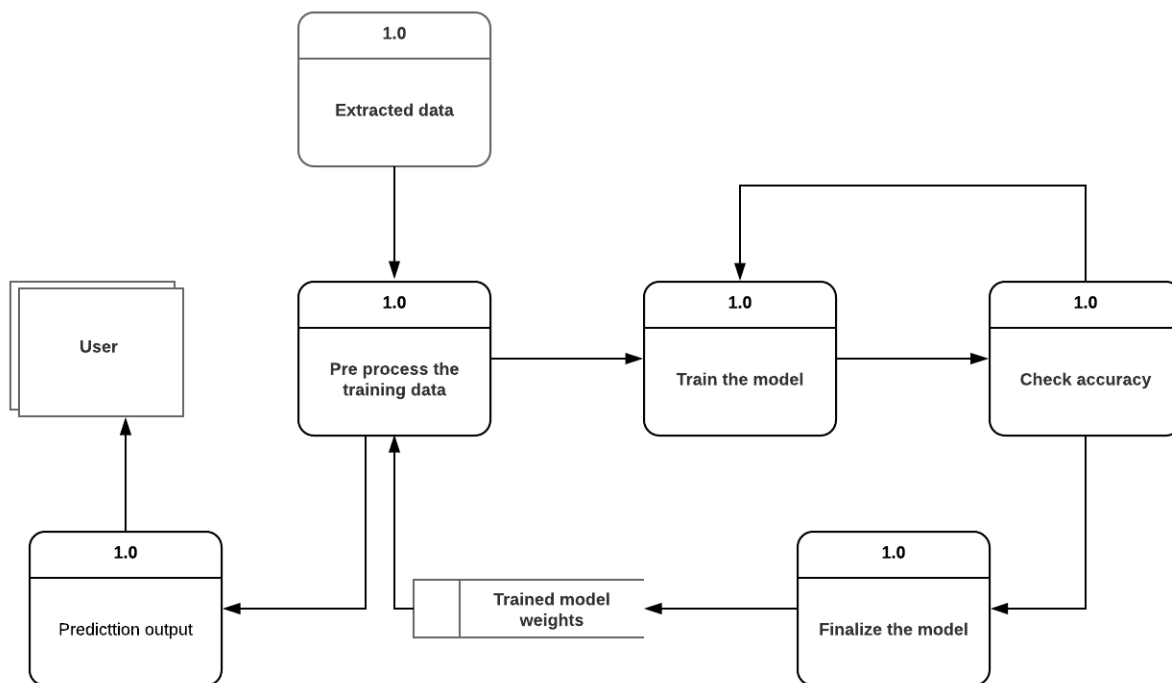 1.0
Extracted data
User
1.0
Pre process the
training data
1.0
Train the model
1.0
Check accuracy
1.0
Predicttion output
Trained model
weights
1.0
Finalize the model